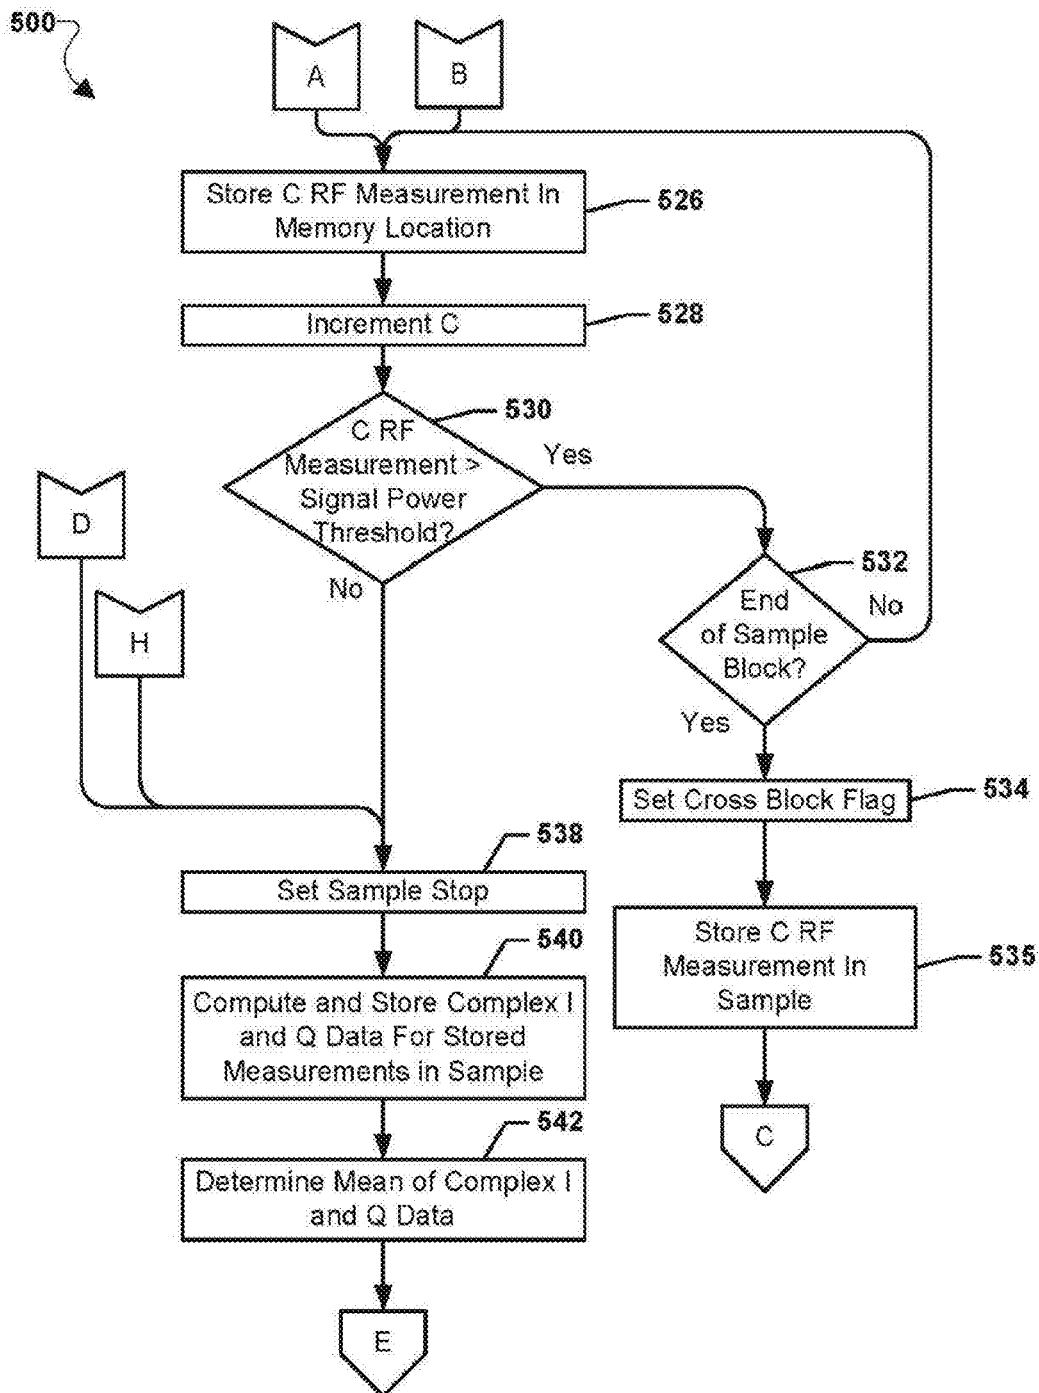 500
A
B
Store C RF Measurement In
Memory Location
526
Increment C
528
530
C RF
Measurement >
Signal Power
Threshold?
Yes
No
D
H
532
End
of Sample
Block?
No
Yes
Set Cross Block Flag
534
538
Set Sample Stop
Store C RF
Measurement In
Sample
535
540
Compute and Store Complex I
and Q Data For Stored
Measurements in Sample
C
542
Determine Mean of Complex I
and Q Data
E